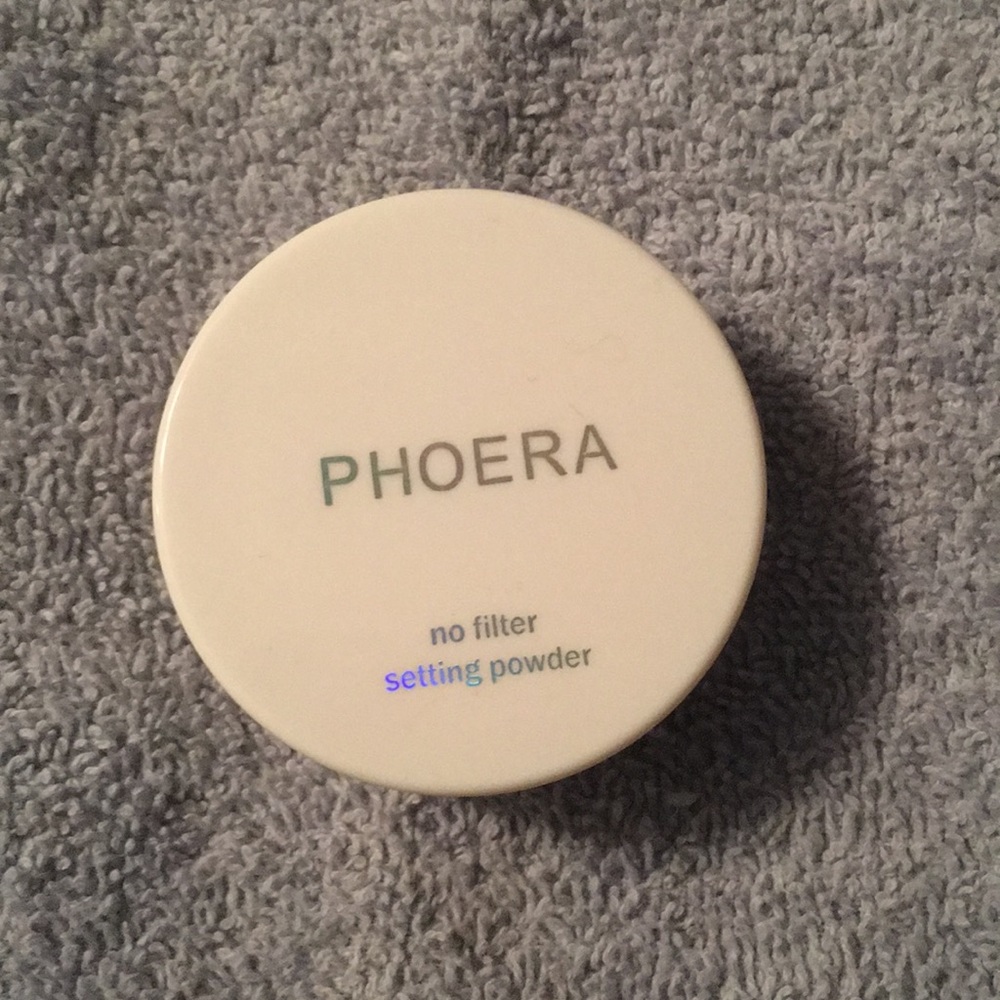 PHOERA
no filter
setting powder